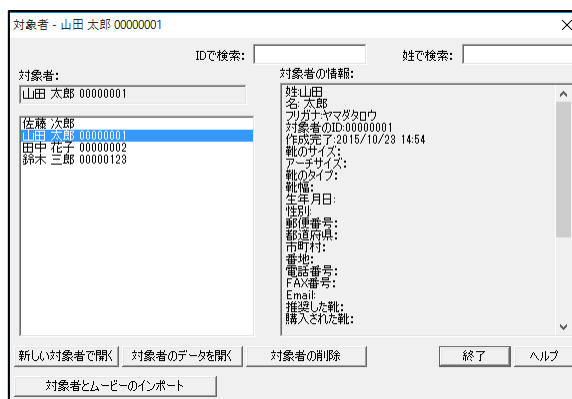 対象者 - 山田 太郎 00000001
IDで検索:
姓で検索:
対象者:
山田 太郎 00000001
佐藤 次郎
山田 太郎 00000001
田中 花子 00000002
鈴木 三郎 00000123
対象者の情報:
姓:山田
名: 太郎
フリガナ:ヤマダタロウ
対象者のID:00000001
作成完了:2015/10/23 14:54
靴のサイズ:
アーチサイズ:
靴のタイプ:
靴幅:
生年月日:
性別:
郵便番号:
都道府県:
市町村:
番地:
電話番号:
FAX番号:
Email:
推奨した靴:
購入された靴:
新しい対象者で開く
対象者のデータを開く
対象者の削除
終了
ヘルプ
対象者とムービーのインポート